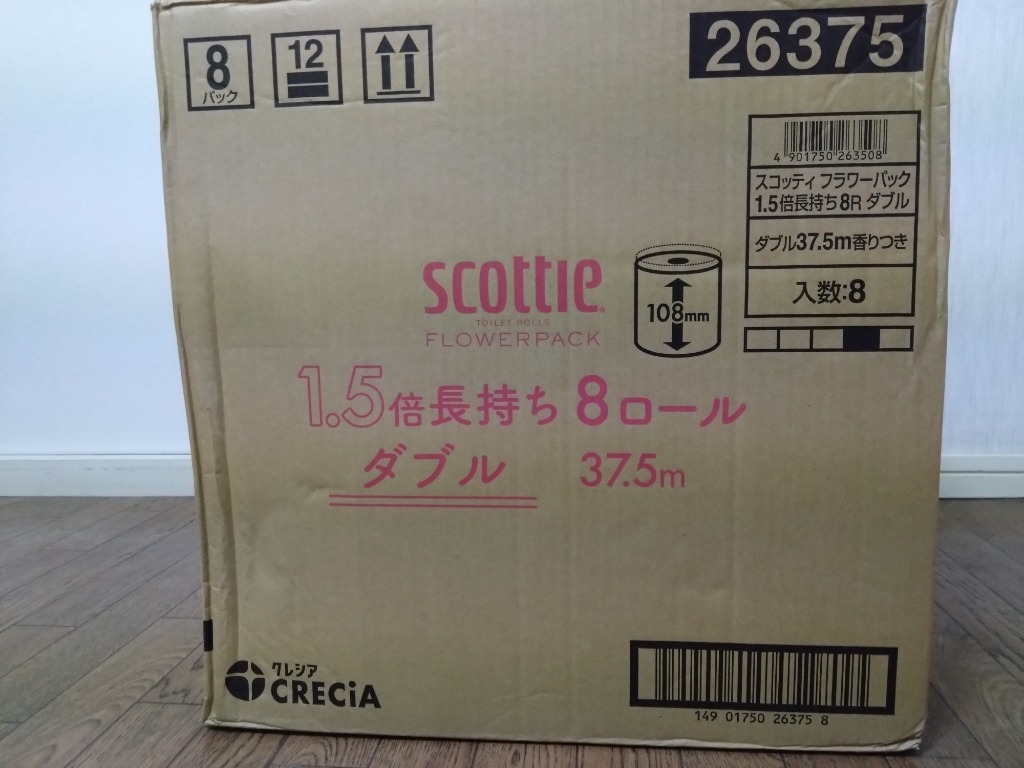 8
パック
12
26375
4 901750 263508
スコッティ フラワーパック
1.5倍長持ち8R ダブル
ダブル37.5m香りつき
入数:8
scottie®
TOILET ROLLS
FLOWERPACK
108mm
1.5倍長持ち 8ロール
ダブル 37.5m
クレシア
CRECiA
149 01750 26375 8